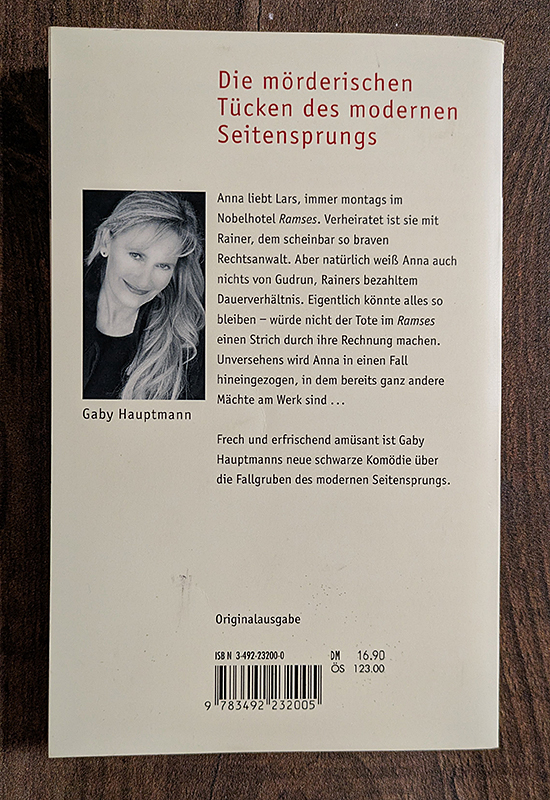 Die mörderischen
Tücken des modernen
Seitensprungs
Anna liebt Lars, immer montags im
Nobelhotel Ramses. Verheiratet ist sie mit
Rainer, dem scheinbar so braven
Rechtsanwalt. Aber natürlich weiß Anna auch
nichts von Gudrun, Rainers bezahltem
Dauerverhältnis. Eigentlich könnte alles so
bleiben – würde nicht der Tote im Ramses
einen Strich durch ihre Rechnung machen.
Unversehens wird Anna in einen Fall
hineingezogen, in dem bereits ganz andere
Mächte am Werk sind ...
Gaby Hauptmann
Frech und erfrischend amüsant ist Gaby
Hauptmanns neue schwarze Komödie über
die Fallgruben des modernen Seitensprungs.
Originalausgabe
ISBN 3-492-23200-0
DM 16.90
ÖS 123.00
9 783492 232005